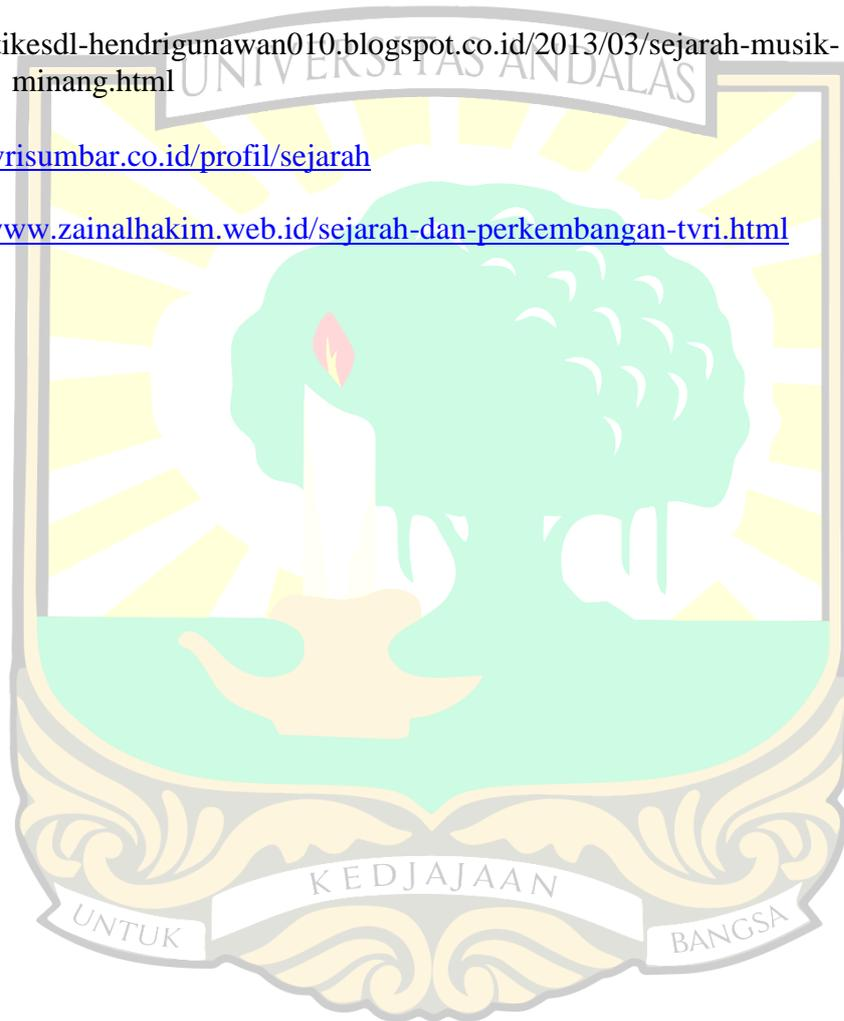 UNIVERSITAS ANDALAS
tikesdl-hendrigunawan010.blogspot.co.id/2013/03/sejarah-musik-
minang.html
vrisumbar.co.id/profil/sejarah
www.zainalhakim.web.id/sejarah-dan-perkembangan-tvri.html
UNTUK KEDJAJAAN BANGSA